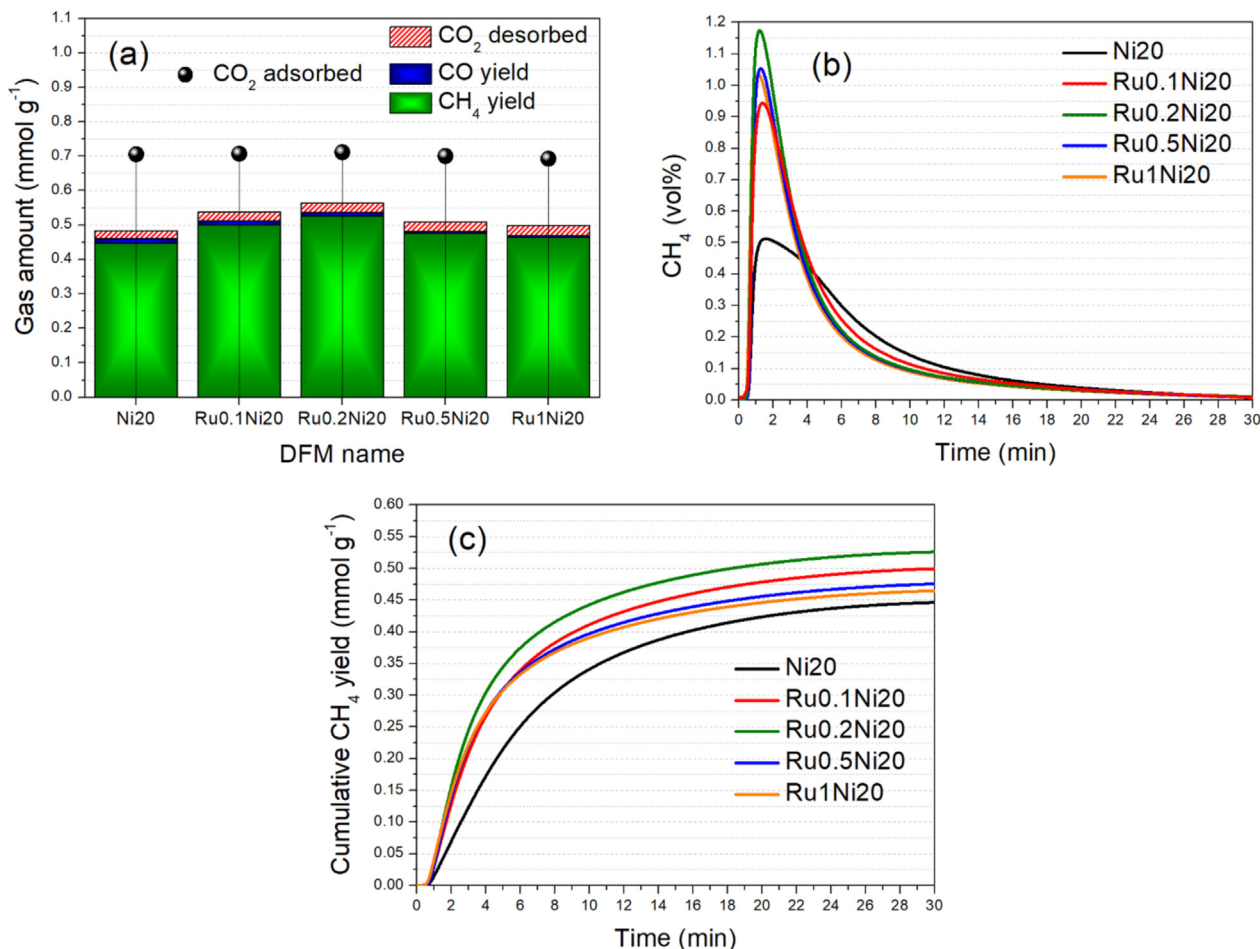 (a)
CO₂ desorbed
CO₂ adsorbed
CO yield
CH₄ yield
Gas amount (mmol g⁻¹)
1.1
1.0
0.9
0.8
0.7
0.6
0.5
0.4
0.3
0.2
0.1
0.0
Ni20 Ru0.1Ni20 Ru0.2Ni20 Ru0.5Ni20 Ru1Ni20
DFM name
(b)
Ni20
Ru0.1Ni20
Ru0.2Ni20
Ru0.5Ni20
Ru1Ni20
CH₄ (vol%)
1.2
1.1
1.0
0.9
0.8
0.7
0.6
0.5
0.4
0.3
0.2
0.1
0.0
0 2 4 6 8 10 12 14 16 18 20 22 24 26 28 30
Time (min)
(c)
Cumulative CH₄ yield (mmol g⁻¹)
0.60
0.55
0.50
0.45
0.40
0.35
0.30
0.25
0.20
0.15
0.10
0.05
0.00
Ni20
Ru0.1Ni20
Ru0.2Ni20
Ru0.5Ni20
Ru1Ni20
0 2 4 6 8 10 12 14 16 18 20 22 24 26 28 30
Time (min)